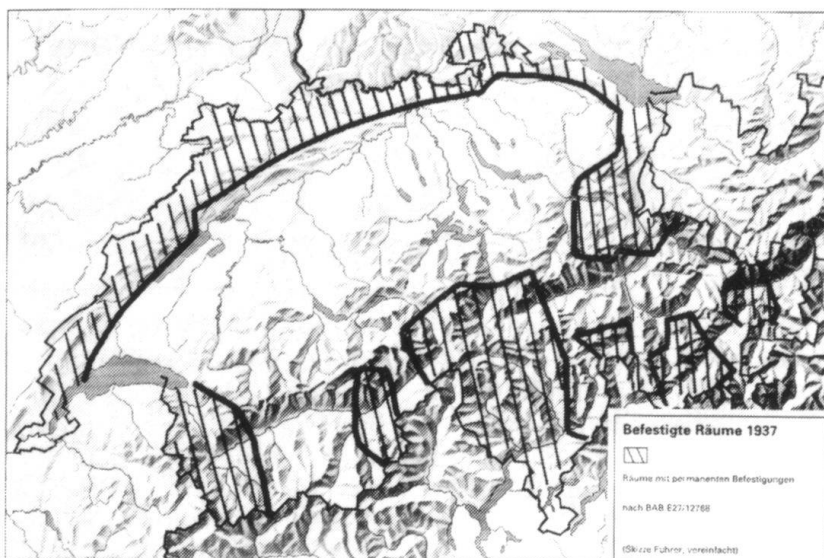 Befestigte Räume 1937
Räume mit permanenten Befestigungen
nach BAB E27/12768
(Skizze Führer, vereinfacht)